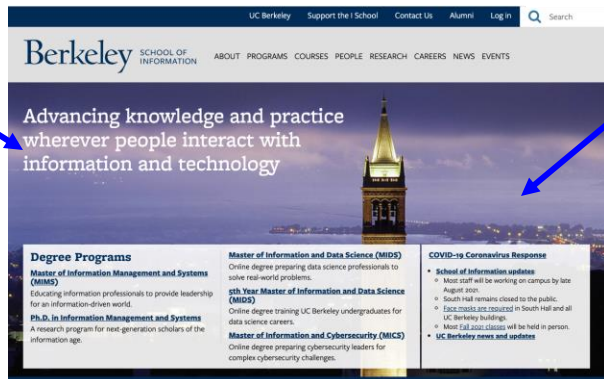 UC Berkeley Support the I School Contact Us Alumni Log in Search
Berkeley SCHOOL OF INFORMATION
ABOUT PROGRAMS COURSES PEOPLE RESEARCH CAREERS NEWS EVENTS
Advancing knowledge and practice
wherever people interact with
information and technology
Degree Programs
Master of Information Management and Systems
(MIMS)
Educating information professionals to provide leadership
for an information-driven world.
Ph.D. in Information Management and Systems
A research program for next-generation scholars of the
information age.
Master of Information and Data Science (MIDS)
Online degree preparing data science professionals to
solve real-world problems.
5th Year Master of Information and Data Science
(MIDS)
Online degree training UC Berkeley undergraduates for
data science careers.
Master of Information and Cybersecurity (MICS)
Online degree preparing cybersecurity leaders for
complex cybersecurity challenges.
COVID-19 Coronavirus Response
School of Information updates
Most staff will be working on campus by late
August 2021.
South Hall remains closed to the public.
Face masks are required in South Hall and all
UC Berkeley buildings.
Most Fall 2021 classes will be held in person.
UC Berkeley news and updates